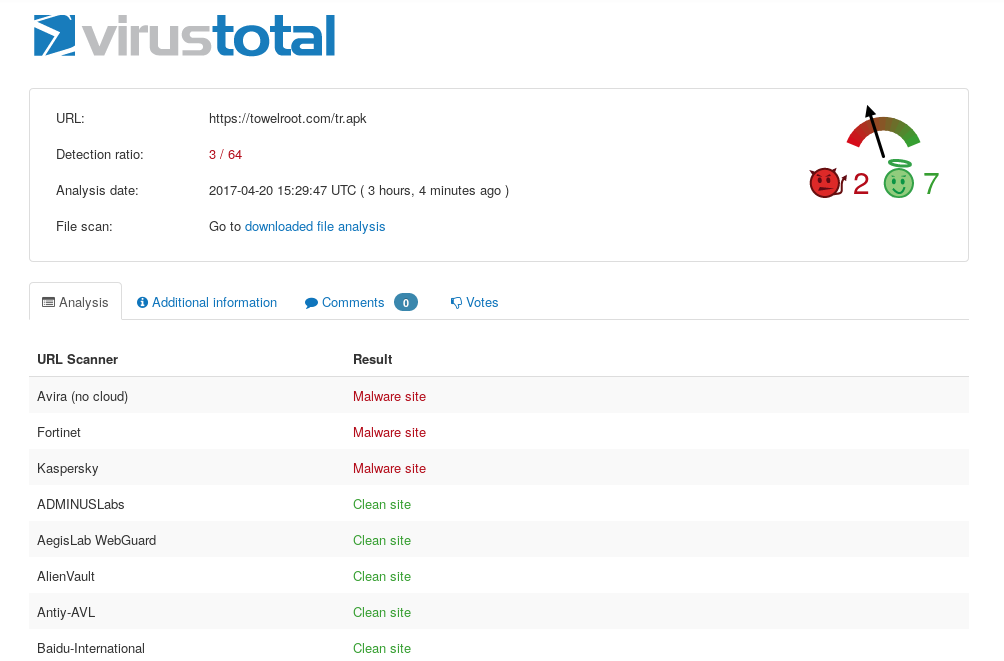 virustotal
URL: https://towelroot.com/tr.apk
Detection ratio: 3 / 64
Analysis date: 2017-04-20 15:29:47 UTC ( 3 hours, 4 minutes ago )
File scan: Go to downloaded file analysis
2 7
Analysis Additional information Comments 0 Votes
URL Scanner Result
Avira (no cloud) Malware site
Fortinet Malware site
Kaspersky Malware site
ADMINUSLabs Clean site
AegisLab WebGuard Clean site
AlienVault Clean site
Antiy-AVL Clean site
Baidu-International Clean site